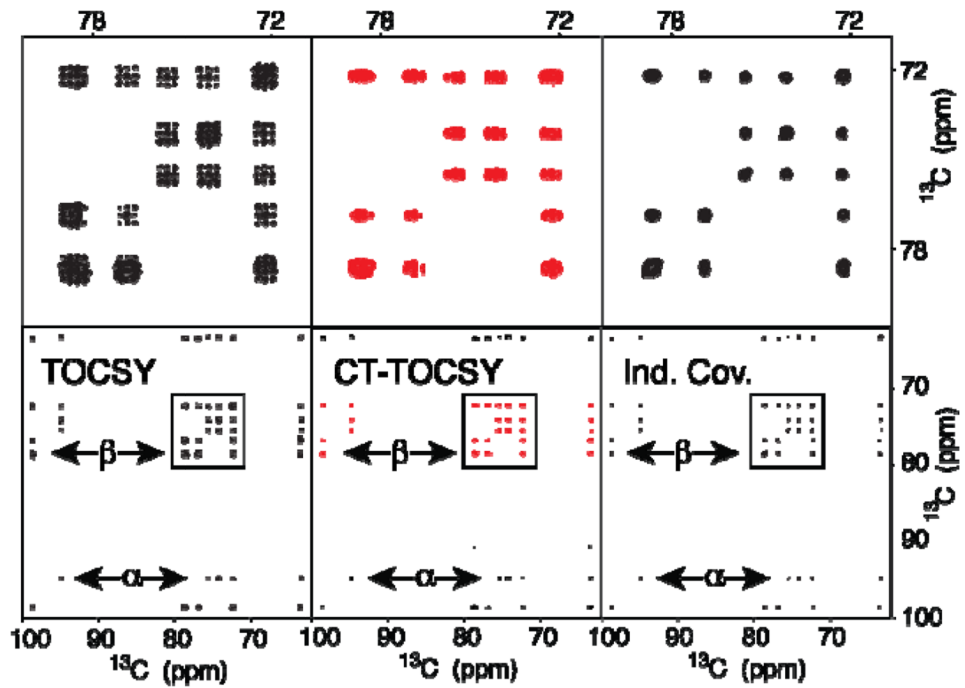 78 72 78 72 78 72
72
¹³C (ppm)
78
TOCSY CT-TOCSY Ind. Cov.
70
β β β
80
¹³C (ppm)
90
α α α
100
100 90 80 70 100 90 80 70 100 90 80 70
¹³C (ppm) ¹³C (ppm) ¹³C (ppm)